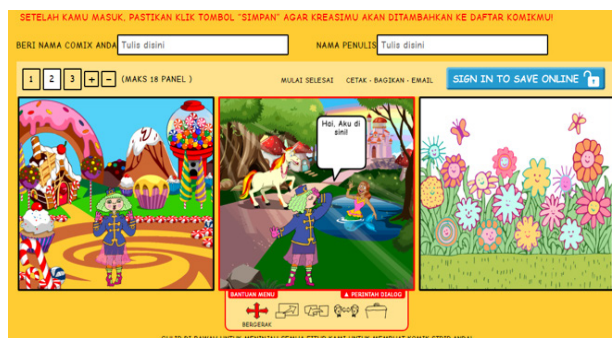 SETELAH KAMU MASUK, PASTIKAN KLIK TOMBOL "SIMPAN" AGAR KREASIMU AKAN DITAMBAHKAN KE DAFTAR KOMIKMU!
BERI NAMA COMIX ANDA Tulis disini NAMA PENULIS Tulis disini
1 2 3 + - (MAKS 18 PANEL ) MULAI SELESAI CETAK - BAGIKAN - EMAIL SIGN IN TO SAVE ONLINE
Hai, Aku di
sini!
BANTUAN MENU ▲ PERINTAH DIALOG
BERGERAK